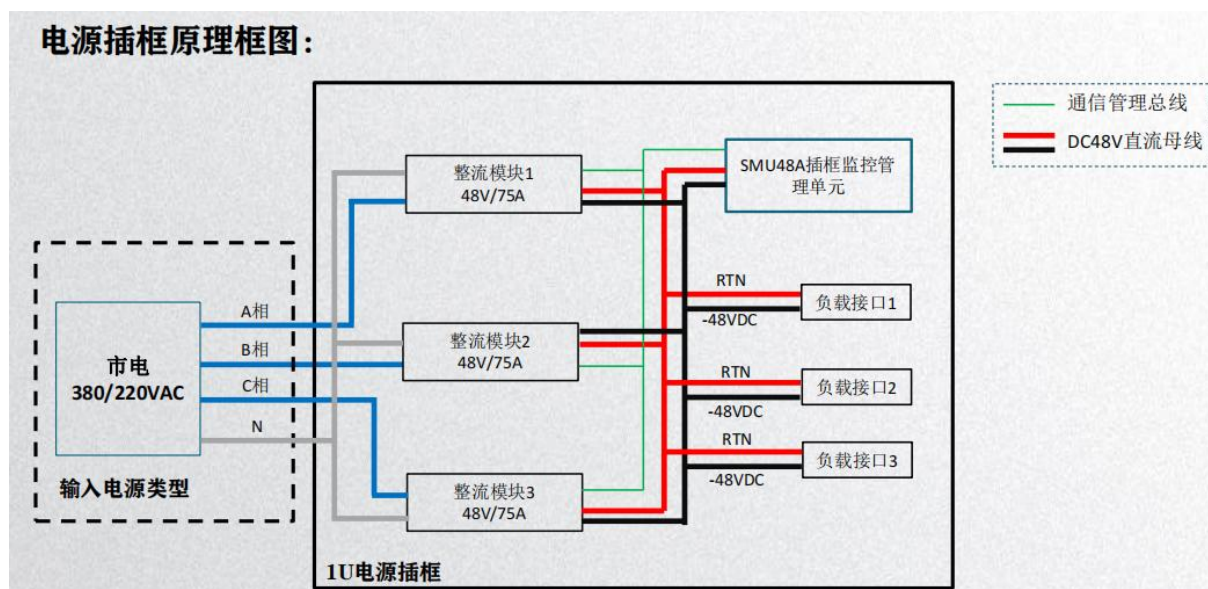 电源插框原理框图：
通信管理总线
DC48V直流母线
整流模块1
48V/75A
SMU48A插框监控管
理单元
RTN
负载接口1
-48VDC
A相
市电
380/220VAC
B相
整流模块2
48V/75A
C相
RTN
负载接口2
-48VDC
N
RTN
负载接口3
-48VDC
输入电源类型
整流模块3
48V/75A
1U电源插框